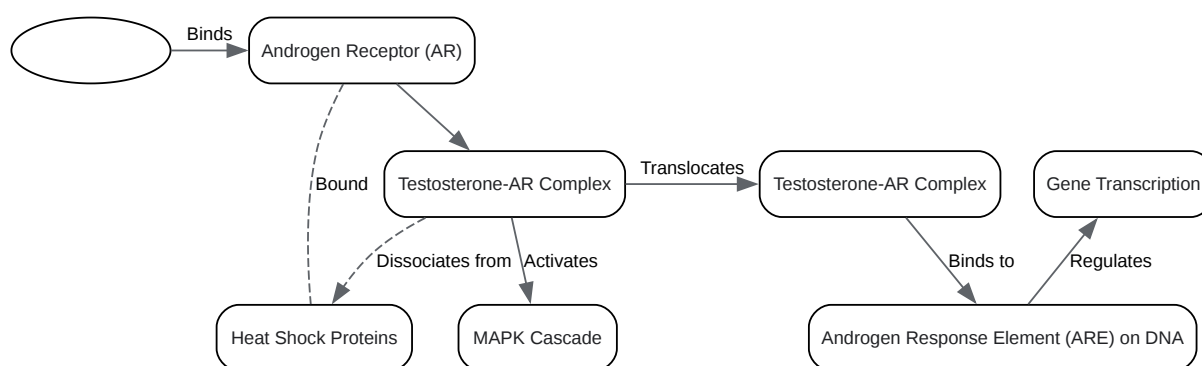 Binds
Androgen Receptor (AR)
Bound
Testosterone-AR Complex
Translocates
Testosterone-AR Complex
Gene Transcription
Dissociates from
Activates
Binds to
Regulates
Heat Shock Proteins
MAPK Cascade
Androgen Response Element (ARE) on DNA